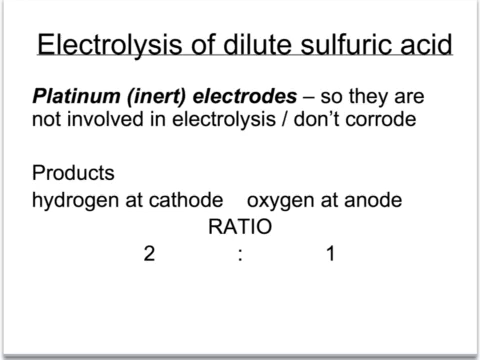 Electrolysis of dilute sulfuric acid
Platinum (inert) electrodes – so they are
not involved in electrolysis / don’t corrode
Products
hydrogen at cathode oxygen at anode
RATIO
2 : 1